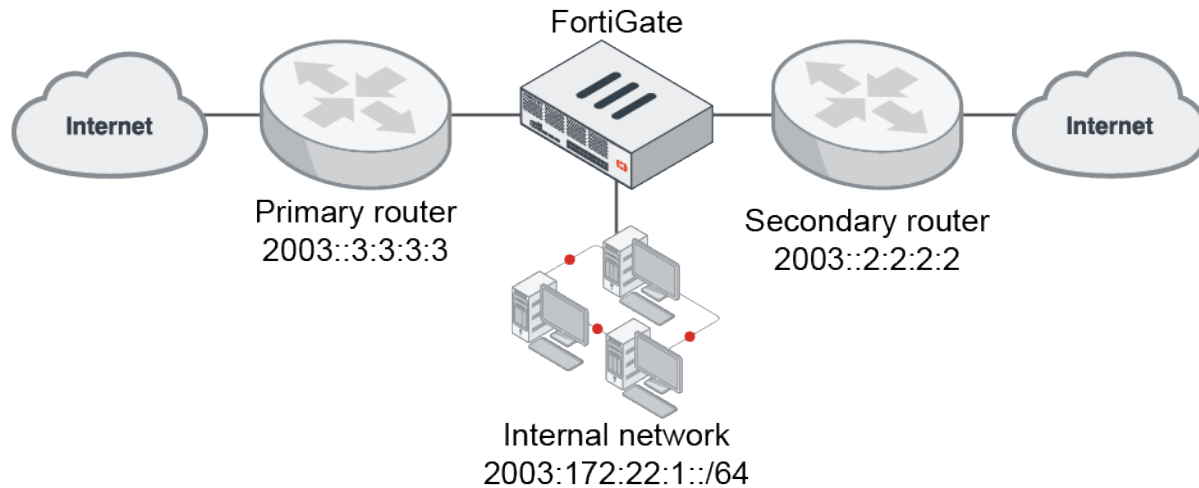 FortiGate
Internet
Internet
Primary router
2003::3:3:3:3
Secondary router
2003::2:2:2:2
Internal network
2003:172:22:1::/64